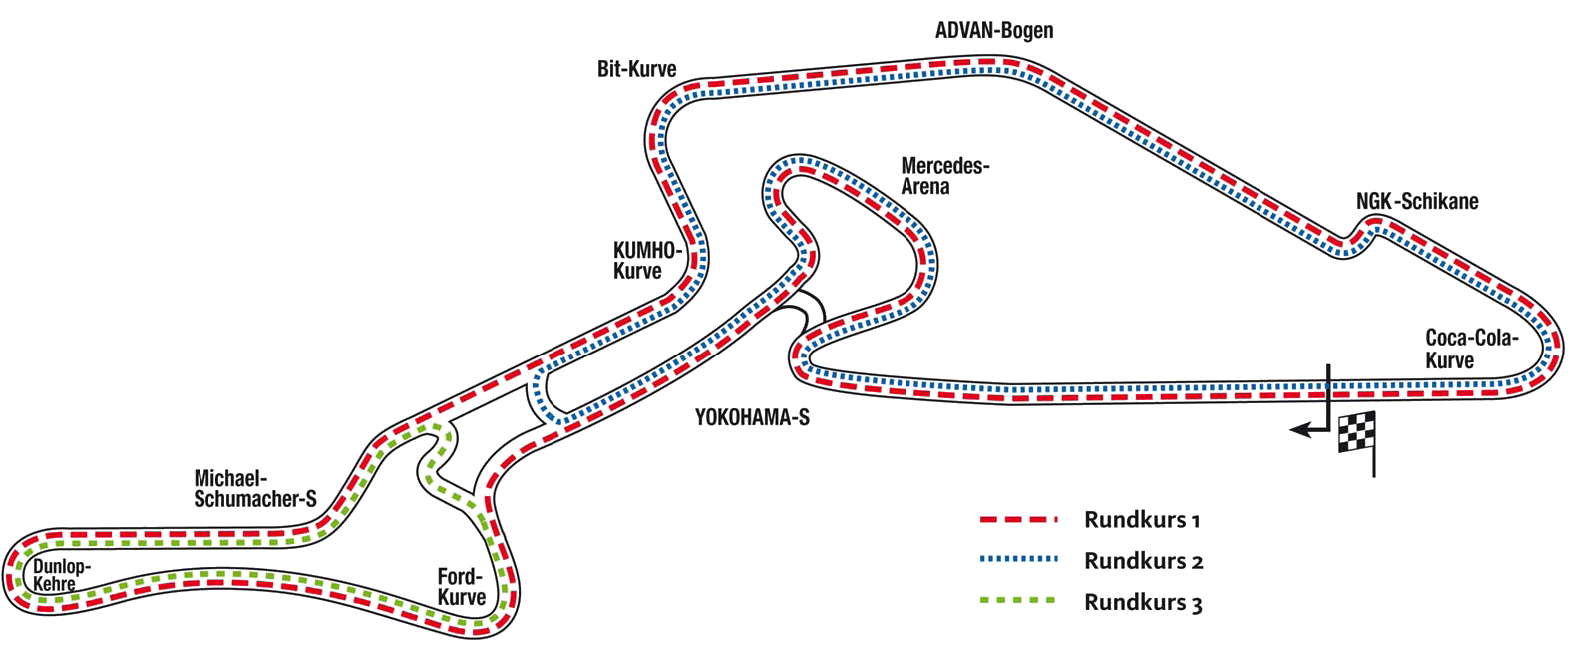 ADVAN-Bogen
Bit-Kurve
Mercedes-
Arena
NGK-Schikane
KUMHO-
Kurve
Coca-Cola-
Kurve
YOKOHAMA-S
Michael-
Schumacher-S
Dunlop-
Kehre
Ford-
Kurve
Rundkurs 1
Rundkurs 2
Rundkurs 3